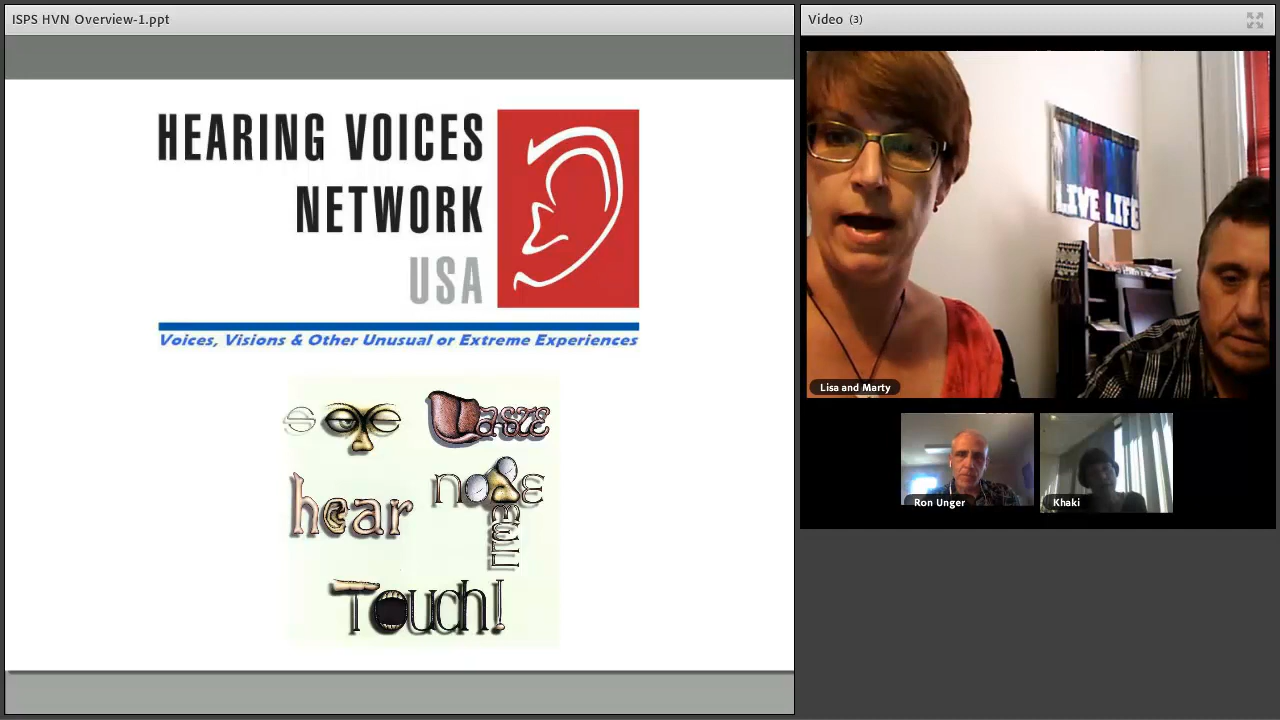 ISPS HVN Overview-1.ppt
HEARING VOICES
NETWORK
USA
Voices, Visions & Other Unusual or Extreme Experiences
see
taste
hear
nose
Touch!
Video (3)
LIVE LIFE
Lisa and Marty
Ron Unger
Khaki